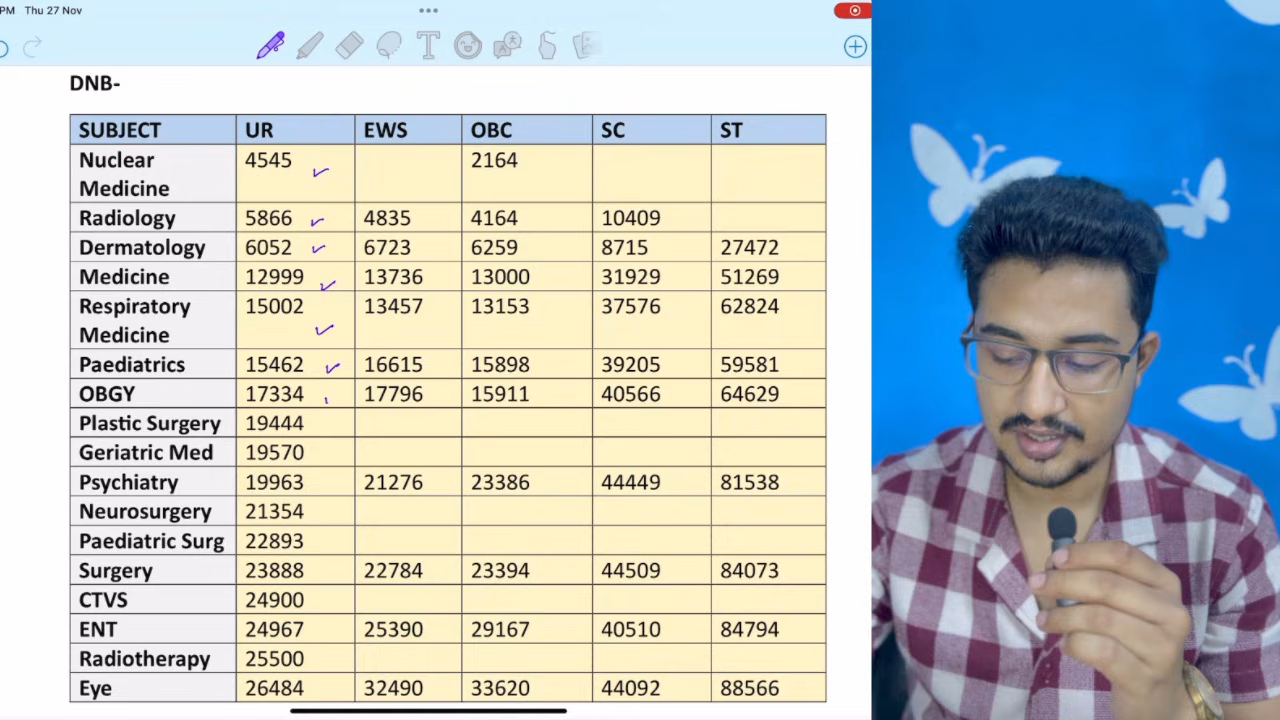 PM Thu 27 Nov
DNB-
SUBJECT UR EWS OBC SC ST
Nuclear Medicine 4545 2164
Radiology 5866 4835 4164 10409
Dermatology 6052 6723 6259 8715 27472
Medicine 12999 13736 13000 31929 51269
Respiratory Medicine 15002 13457 13153 37576 62824
Paediatrics 15462 16615 15898 39205 59581
OBGY 17334 17796 15911 40566 64629
Plastic Surgery 19444
Geriatric Med 19570
Psychiatry 19963 21276 23386 44449 81538
Neurosurgery 21354
Paediatric Surg 22893
Surgery 23888 22784 23394 44509 84073
CTVS 24900
ENT 24967 25390 29167 40510 84794
Radiotherapy 25500
Eye 26484 32490 33620 44092 88566